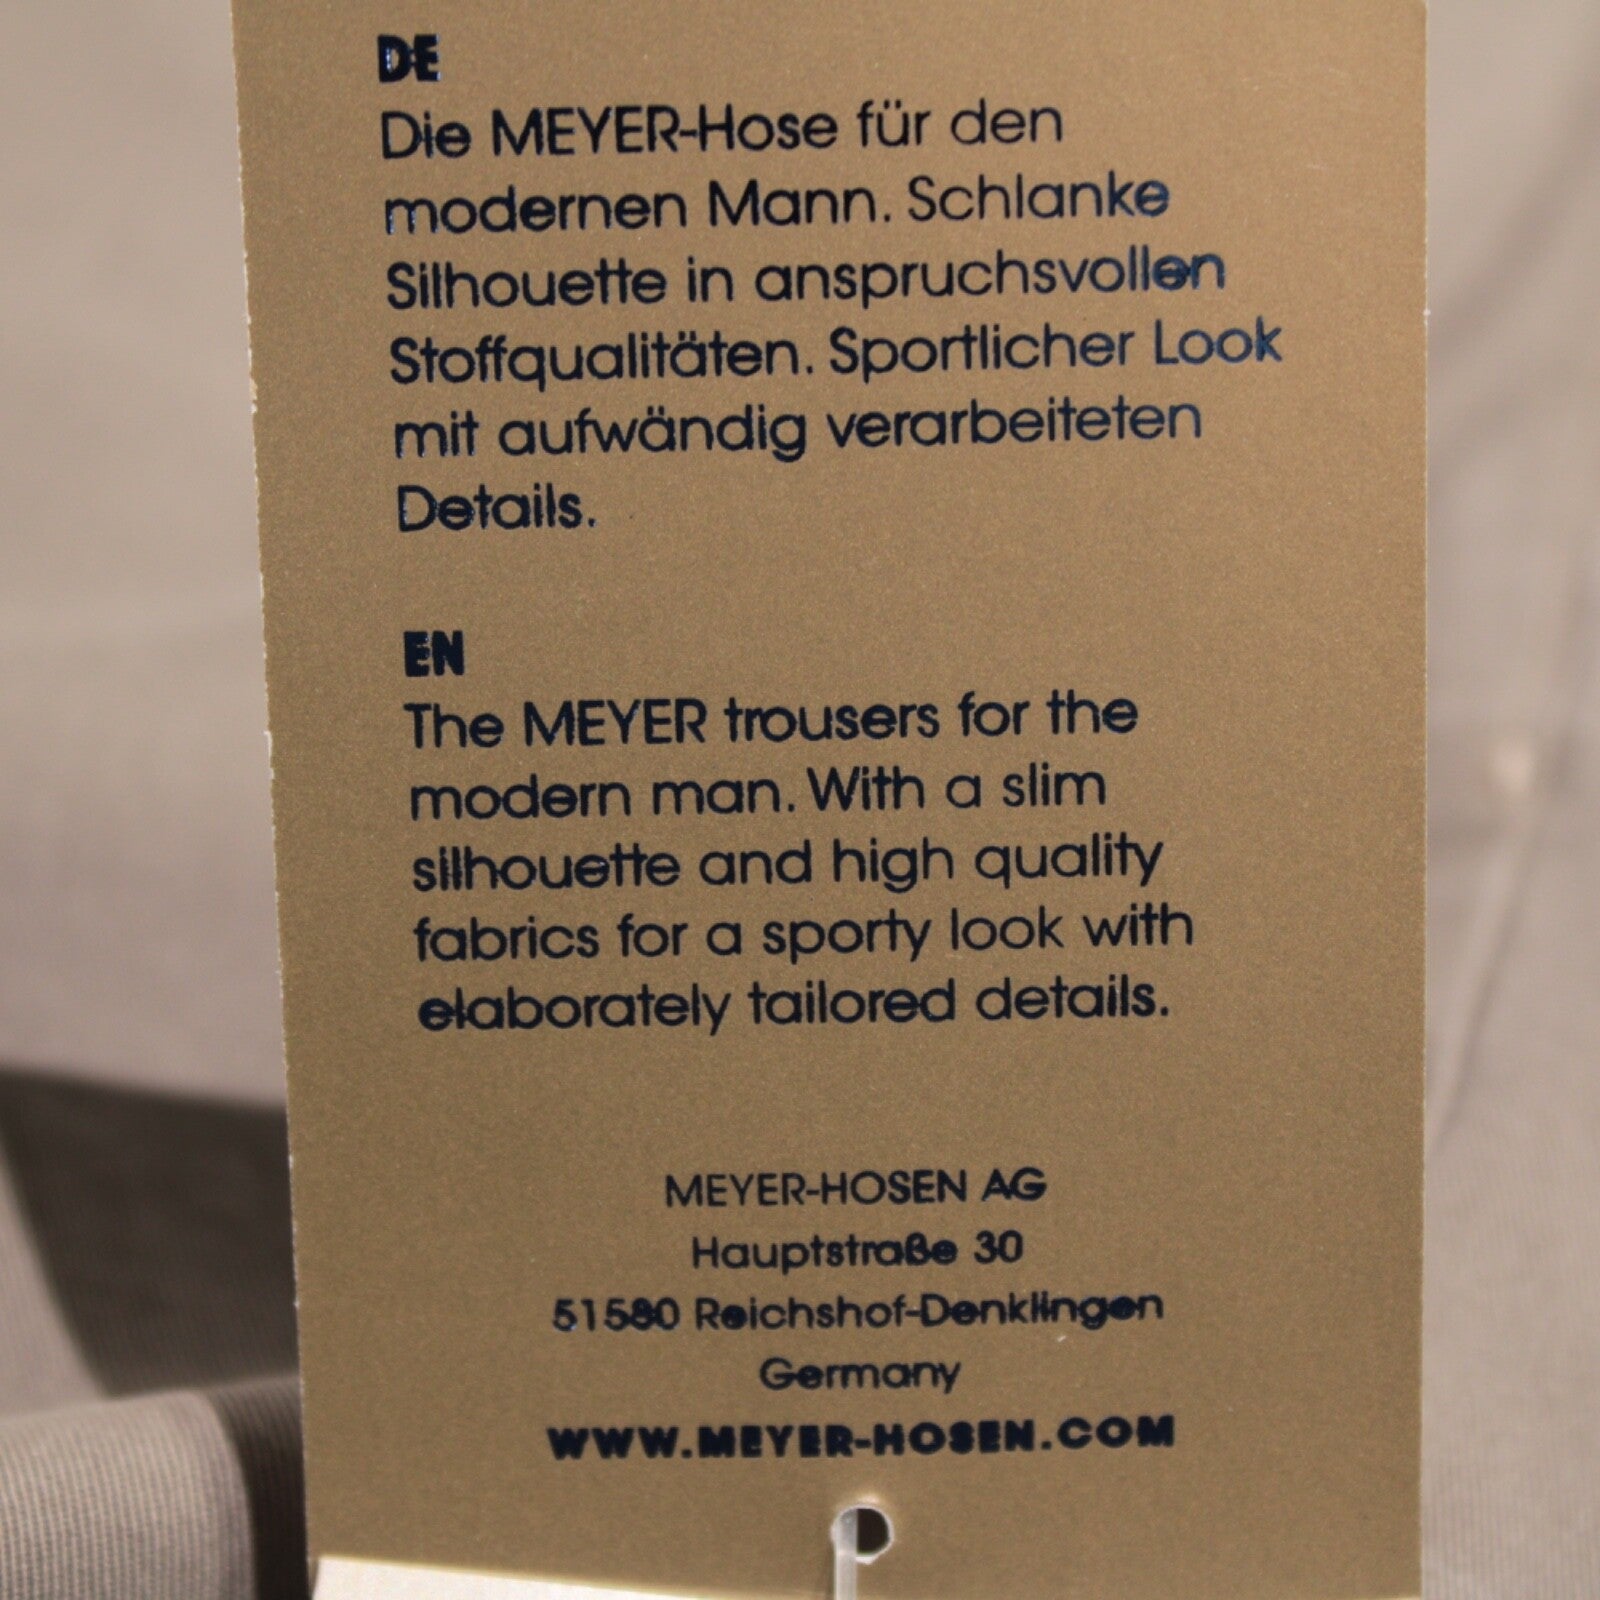 DE
Die MEYER-Hose für den
modernen Mann. Schlanke
Silhouette in anspruchsvollen
Stoffqualitäten. Sportlicher Look
mit aufwändig verarbeiteten
Details.
EN
The MEYER trousers for the
modern man. With a slim
silhouette and high quality
fabrics for a sporty look with
elaborately tailored details.
MEYER-HOSEN AG
Hauptstraße 30
51580 Reichshof-Denklingen
Germany
WWW.MEYER-HOSEN.COM